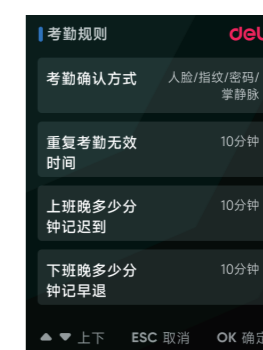 考勤规则
deli
考勤确认方式 人脸/指纹/密码/
掌静脉
重复考勤无效 10分钟
时间
上班晚多少分 10分钟
钟记迟到
下班晚多少分 10分钟
钟记早退
▲ ▼ 上下 ESC 取消 OK 确定